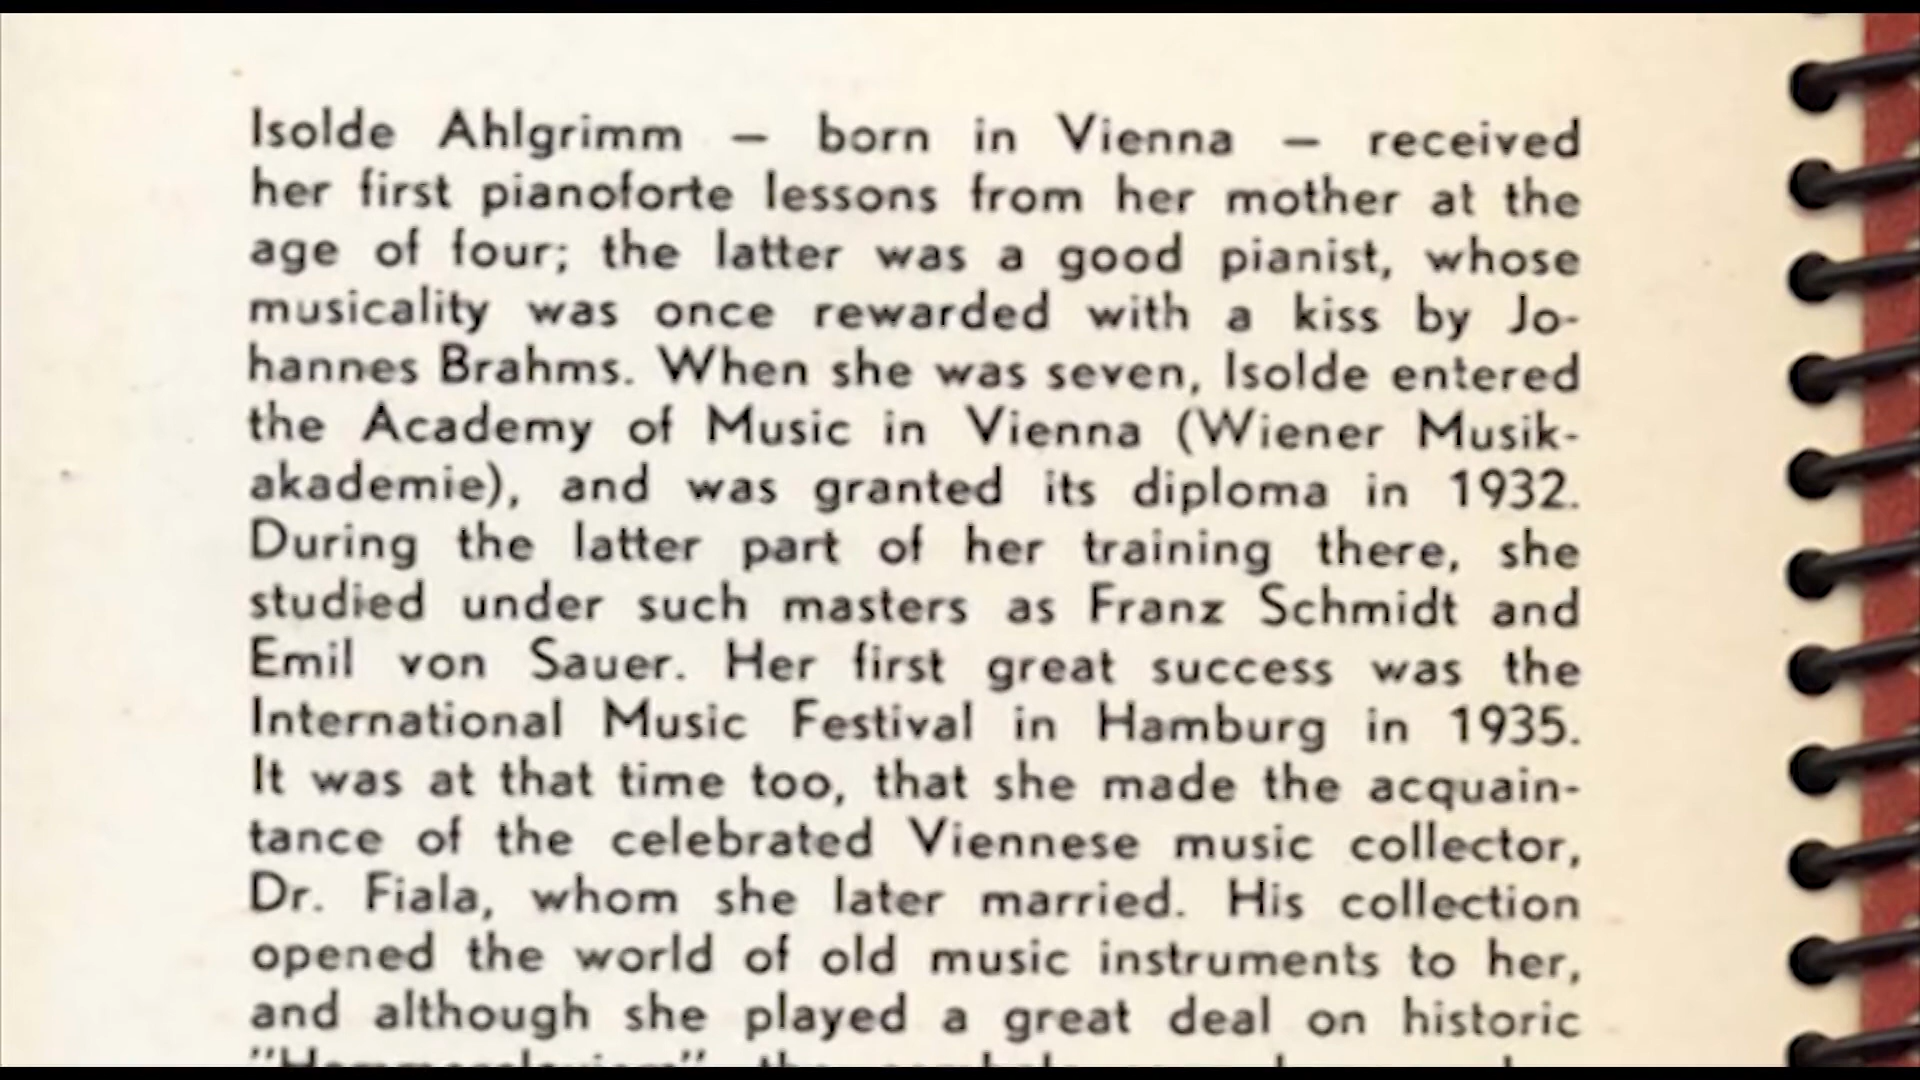 Isolde Ahlgrimm — born in Vienna — received
her first pianoforte lessons from her mother at the
age of four; the latter was a good pianist, whose
musicality was once rewarded with a kiss by Jo-
hannes Brahms. When she was seven, Isolde entered
the Academy of Music in Vienna (Wiener Musik-
akademie), and was granted its diploma in 1932.
During the latter part of her training there, she
studied under such masters as Franz Schmidt and
Emil von Sauer. Her first great success was the
International Music Festival in Hamburg in 1935.
It was at that time too, that she made the acquain-
tance of the celebrated Viennese music collector,
Dr. Fiala, whom she later married. His collection
opened the world of old music instruments to her,
and although she played a great deal on historic